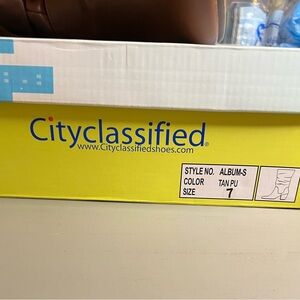 Cityclassified®
www.Cityclassifiedshoes.com
STYLE NO. ALBUM-S
COLOR TAN PU
SIZE 7